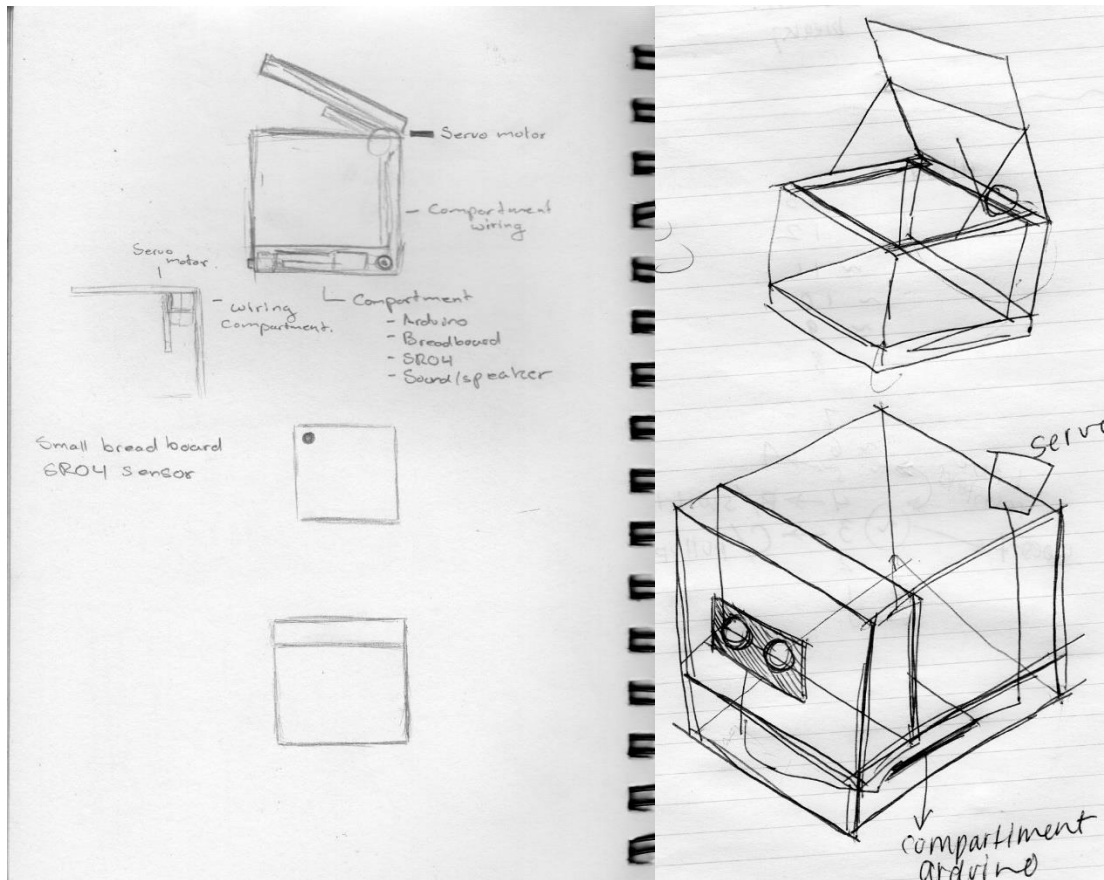 Servo motor
Compartment
wiring
Servo
motor.
- wiring
Compartment.
Compartment
- Arduino
- Breadboard
- SR04
- Sound/speaker
Small bread board
SR04 sensor
servo
compartiment
arduino